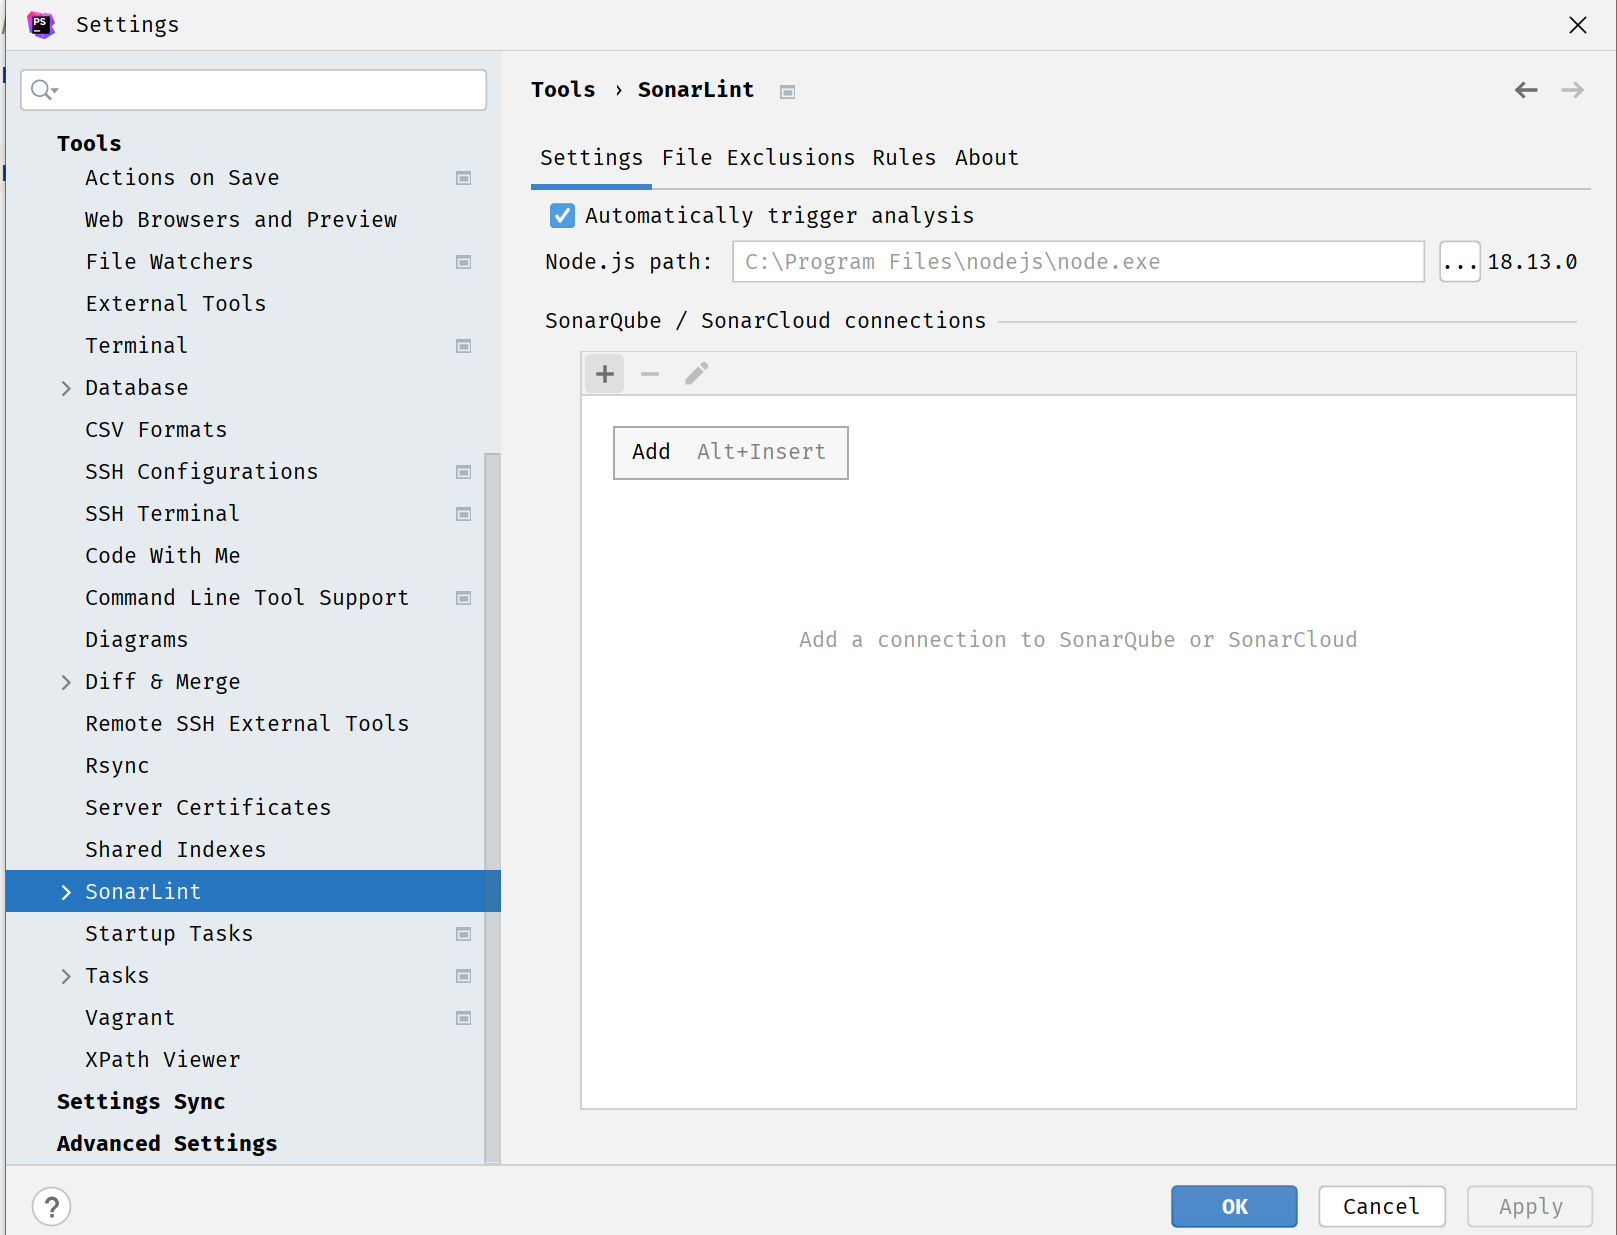 PS
Settings
Tools › SonarLint
Tools
Actions on Save
Web Browsers and Preview
File Watchers
External Tools
Terminal
Database
CSV Formats
SSH Configurations
SSH Terminal
Code With Me
Command Line Tool Support
Diagrams
Diff & Merge
Remote SSH External Tools
Rsync
Server Certificates
Shared Indexes
SonarLint
Startup Tasks
Tasks
Vagrant
XPath Viewer
Settings Sync
Advanced Settings
Settings File Exclusions Rules About
Automatically trigger analysis
Node.js path: C:\Program Files\nodejs\node.exe ... 18.13.0
SonarQube / SonarCloud connections
Add Alt+Insert
Add a connection to SonarQube or SonarCloud
? OK Cancel Apply